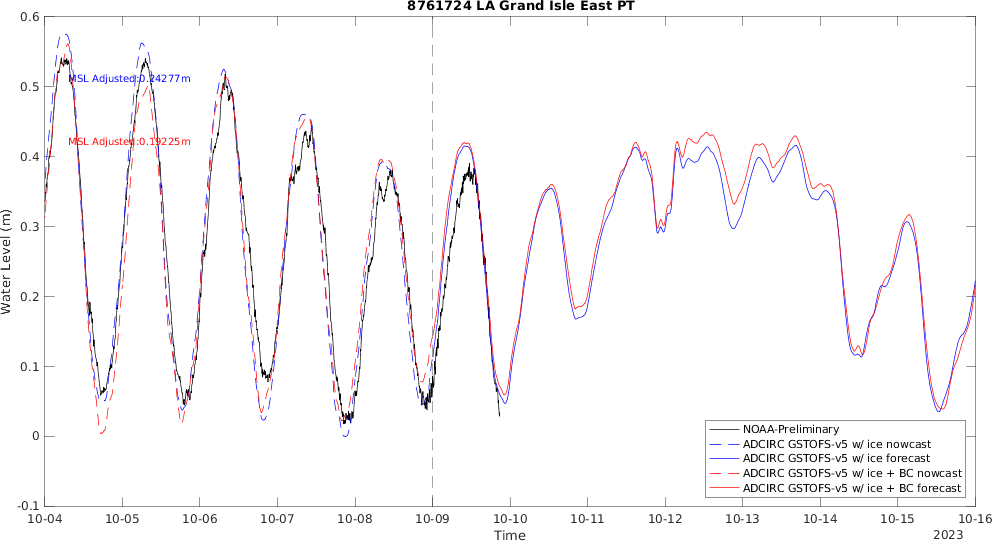 8761724 LA Grand Isle East PT
0.6
0.5
0.4
0.3
0.2
0.1
0
-0.1
Water Level (m)
MSL Adjusted:0.24277m
MSL Adjusted:0.19225m
NOAA-Preliminary
ADCIRC GSTOFS-v5 w/ ice nowcast
ADCIRC GSTOFS-v5 w/ ice forecast
ADCIRC GSTOFS-v5 w/ ice + BC nowcast
ADCIRC GSTOFS-v5 w/ ice + BC forecast
10-04 10-05 10-06 10-07 10-08 10-09 10-10 10-11 10-12 10-13 10-14 10-15 10-16
Time
2023